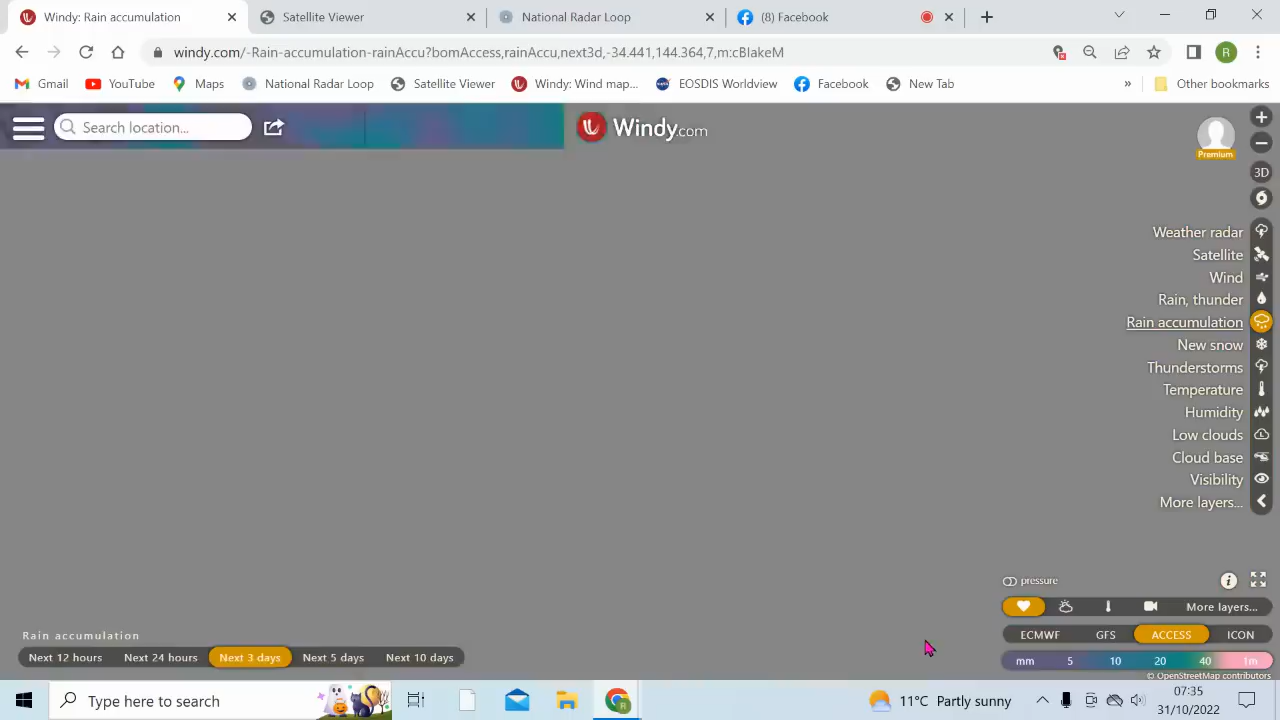 Windy: Rain accumulation
Satellite Viewer
National Radar Loop
(8) Facebook
windy.com/-Rain-accumulation-rainAccu?bomAccess,rainAccu,next3d,-34.441,144.364,7,m:cBlakeM
R
Gmail
YouTube
Maps
National Radar Loop
Satellite Viewer
Windy: Wind map...
EOSDIS Worldview
Facebook
New Tab
»
Other bookmarks
Search location...
Windy.com
Premium
3D
Weather radar
Satellite
Wind
Rain, thunder
Rain accumulation
New snow
Thunderstorms
Temperature
Humidity
Low clouds
Cloud base
Visibility
More layers...
pressure
More layers...
Rain accumulation
ECMWF GFS ACCESS ICON
Next 12 hours Next 24 hours Next 3 days Next 5 days Next 10 days
mm 5 10 20 40 1m
© OpenStreetMap contributors
Type here to search
11°C Partly sunny
07:35
31/10/2022